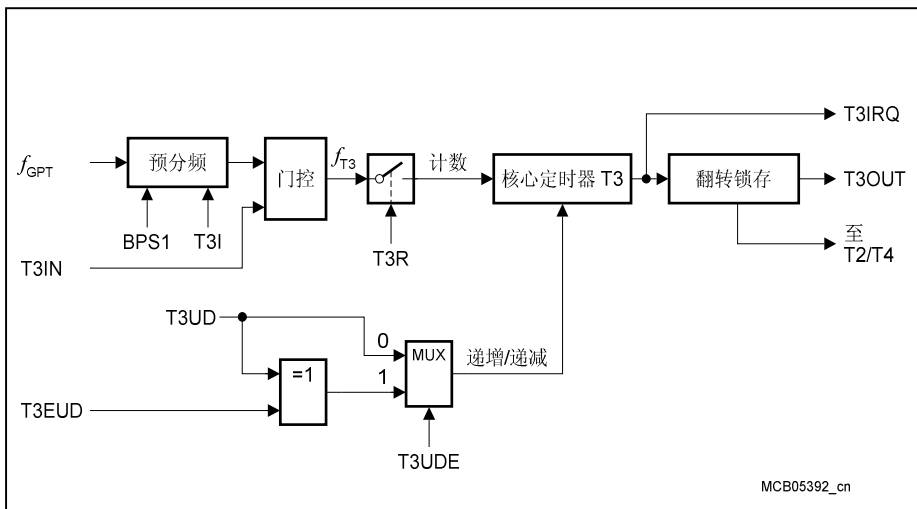 T3IRQ
fGPT
预分频
门控
fT3
计数
核心定时器 T3
翻转锁存
T3OUT
BPS1
T3I
T3R
至
T2/T4
T3IN
T3UD
0
MUX
递增/递减
=1
1
T3EUD
T3UDE
MCB05392_cn